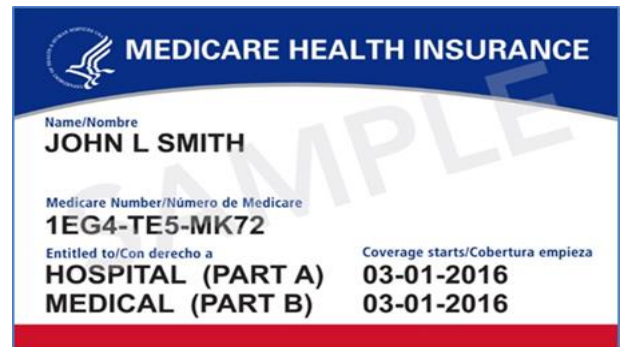 MEDICARE HEALTH INSURANCE
Name/Nombre
JOHN L SMITH
Medicare Number/Número de Medicare
1EG4-TE5-MK72
Entitled to/Con derecho a
HOSPITAL (PART A)
MEDICAL (PART B)
Coverage starts/Cobertura empieza
03-01-2016
03-01-2016
SAMPLE